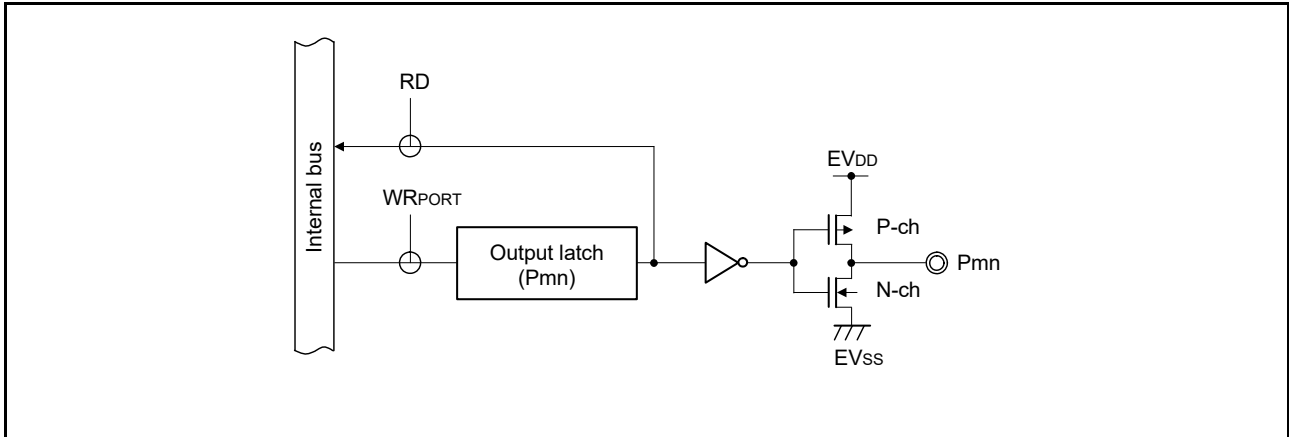 RD
Internal bus
WRPORT
Output latch
(Pmn)
EVDD
P-ch
Pmn
N-ch
EVSS